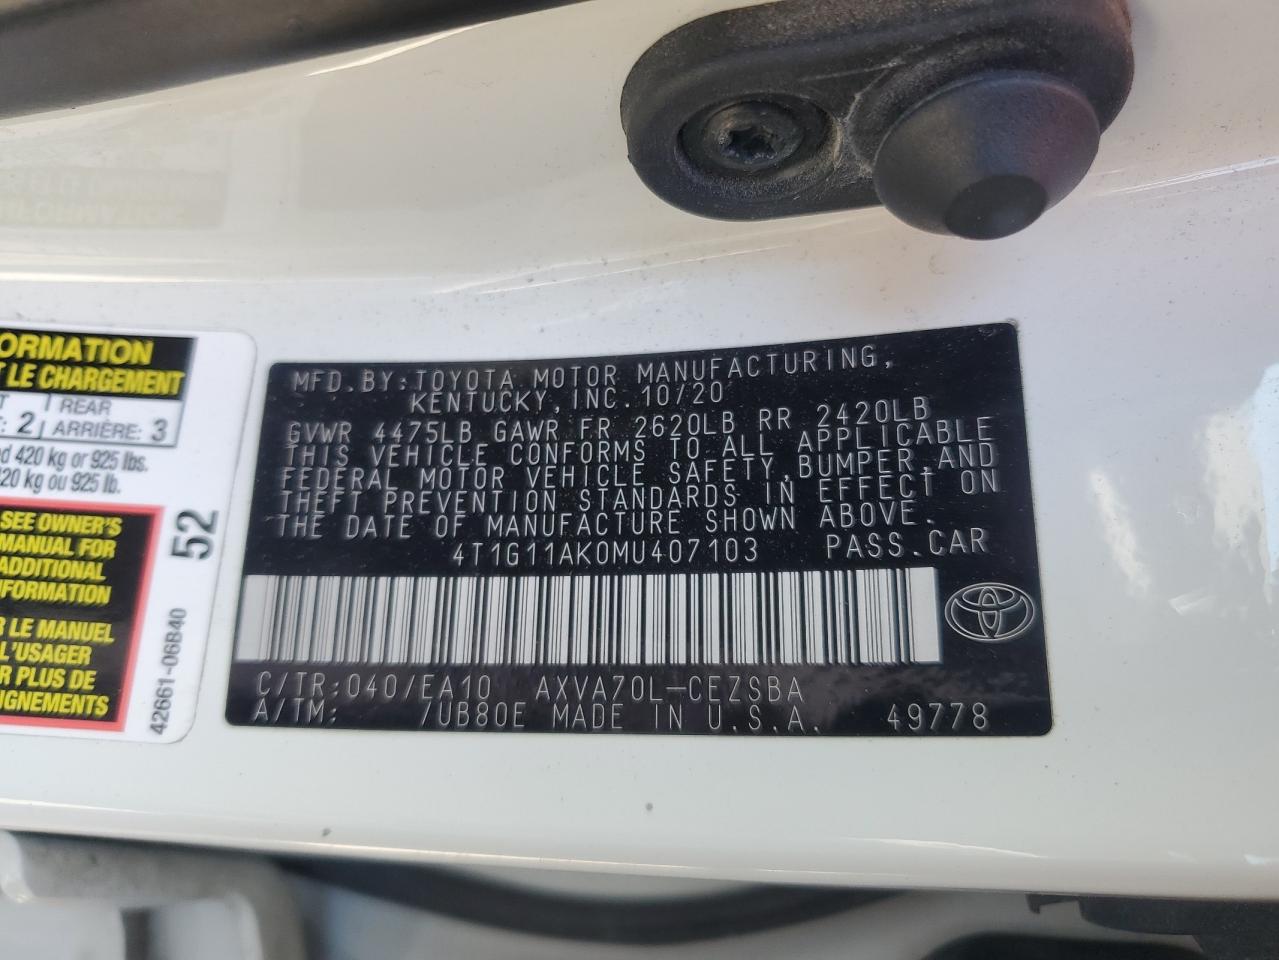 MFD. BY: TOYOTA MOTOR MANUFACTURING,
KENTUCKY, INC. 10/20
GVWR 4475LB GAWR FR 2620LB RR 2420LB
THIS VEHICLE CONFORMS TO ALL APPLICABLE
FEDERAL MOTOR VEHICLE SAFETY, BUMPER, AND
THEFT PREVENTION STANDARDS IN EFFECT ON
THE DATE OF MANUFACTURE SHOWN ABOVE.
4T1G11AK0MU407103 PASS. CAR
C/TR: 040/EA10 AXVA70L-CEZSBA
A/TM: /UB80E MADE IN U.S.A. 49778
ORMATION
LE CHARGEMENT
: 2 REAR
ARRIÈRE: 3
420 kg or 925 lbs.
20 kg ou 925 lb.
SEE OWNER'S
MANUAL FOR
ADDITIONAL
FORMATION
LE MANUEL
L'USAGER
PLUS DE
IGNEMENTS
52
42661-06B40